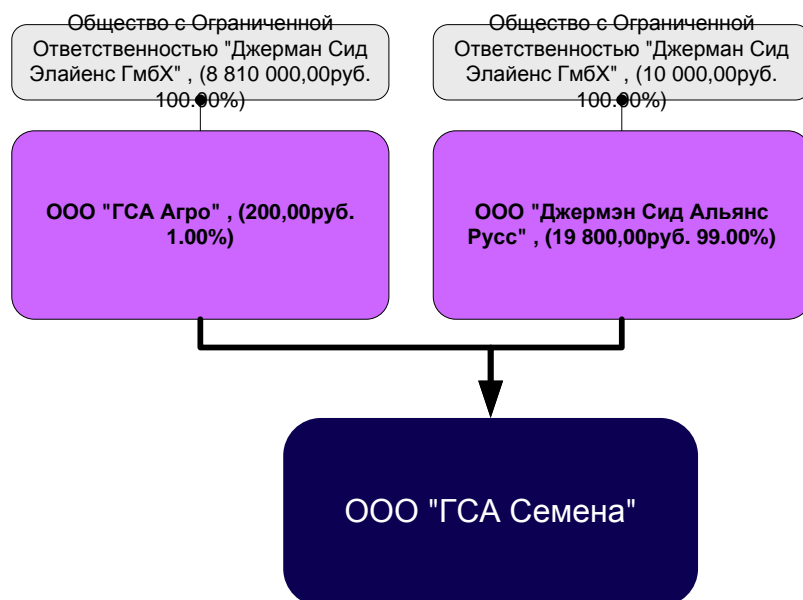 Общество с Ограниченной
Ответственностью "Джерман Сид
Элайенс ГмбХ" , (8 810 000,00руб.
100.00%)
Общество с Ограниченной
Ответственностью "Джерман Сид
Элайенс ГмбХ" , (10 000,00руб.
100.00%)
ООО "ГСА Агро" , (200,00руб.
1.00%)
ООО "Джермэн Сид Альянс
Русс" , (19 800,00руб. 99.00%)
ООО "ГСА Семена"